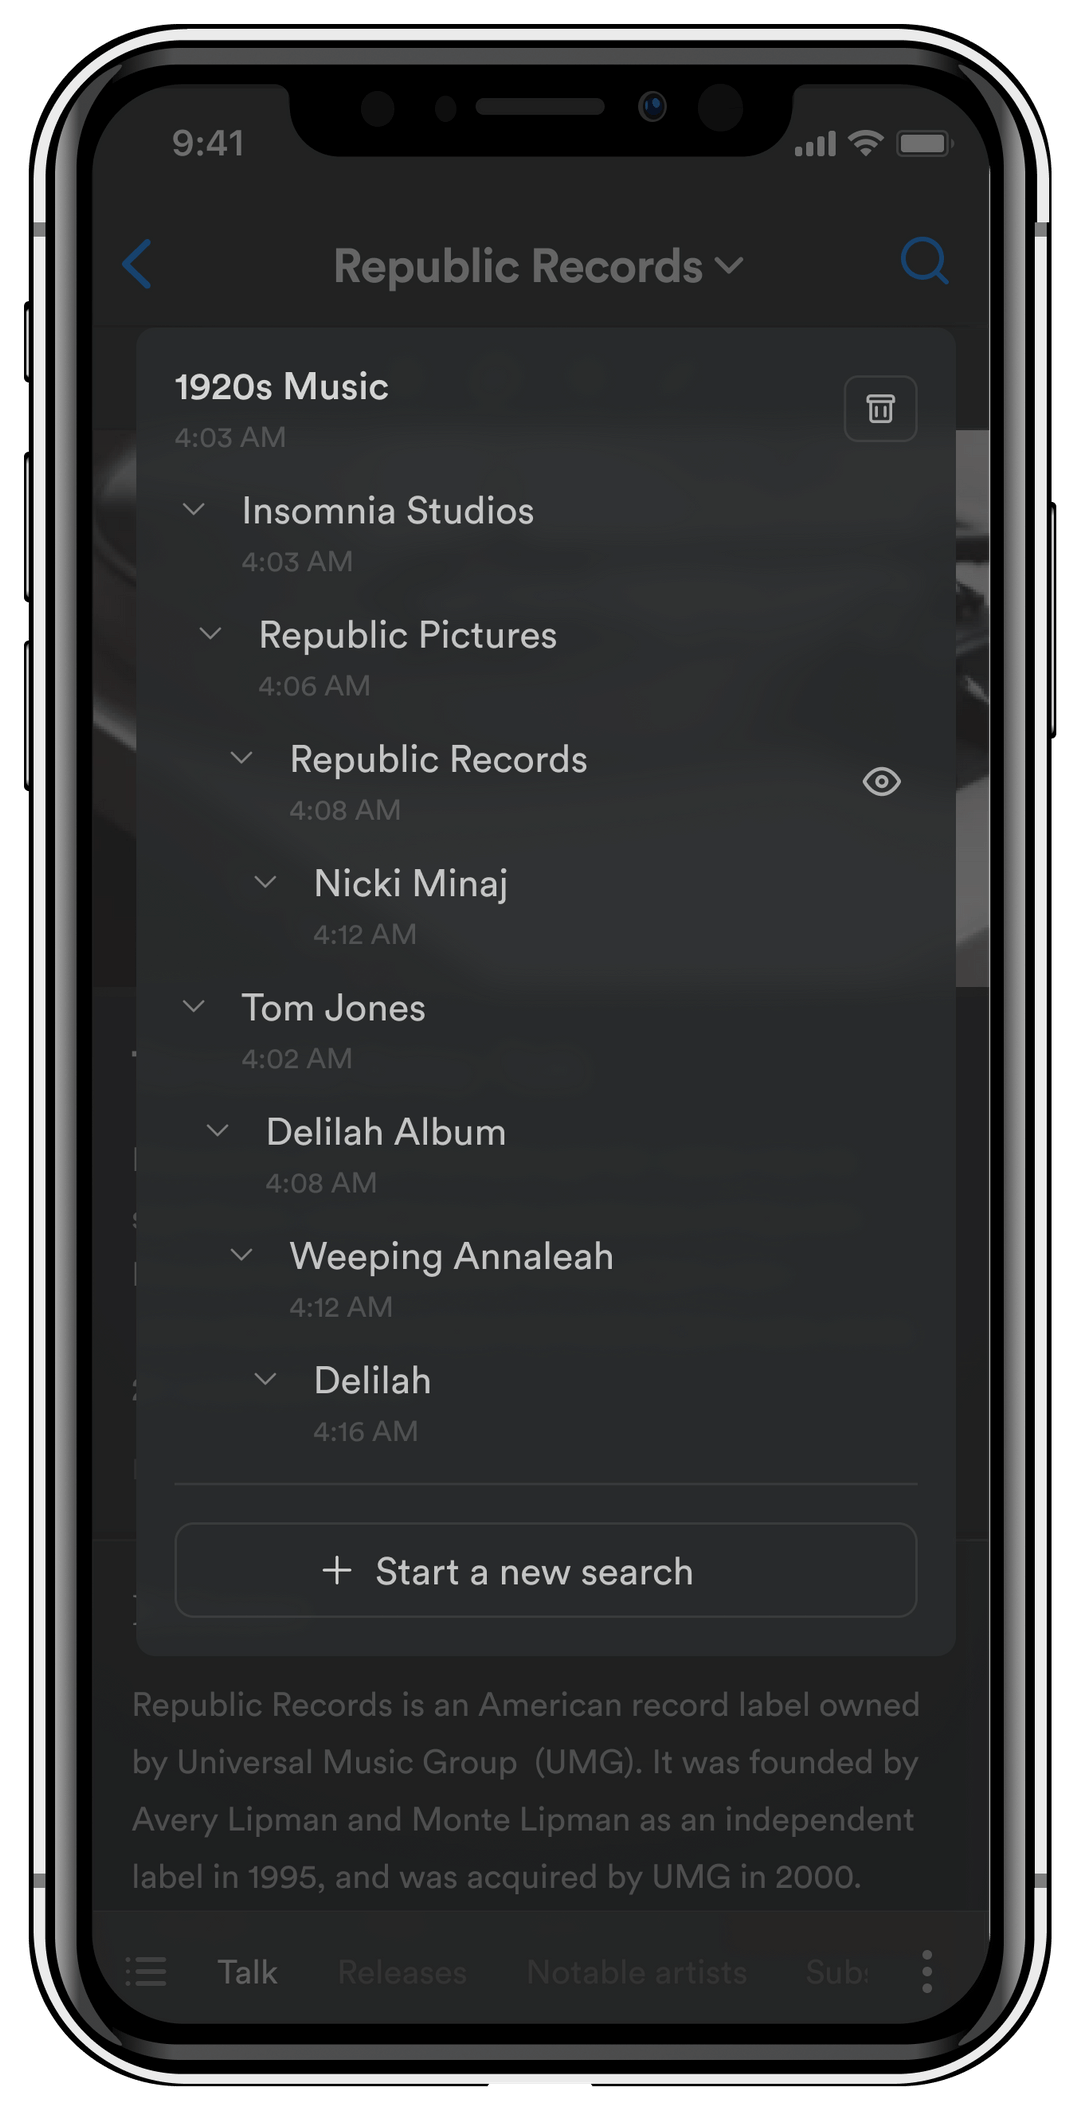 9:41
Republic Records
1920s Music
4:03 AM
Insomnia Studios
4:03 AM
Republic Pictures
4:06 AM
Republic Records
4:08 AM
Nicki Minaj
4:12 AM
Tom Jones
4:02 AM
Delilah Album
4:08 AM
Weeping Annaleah
4:12 AM
Delilah
4:16 AM
+ Start a new search
Republic Records is an American record label owned
by Universal Music Group (UMG). It was founded by
Avery Lipman and Monte Lipman as an independent
label in 1995, and was acquired by UMG in 2000.
Talk Releases Notable artists